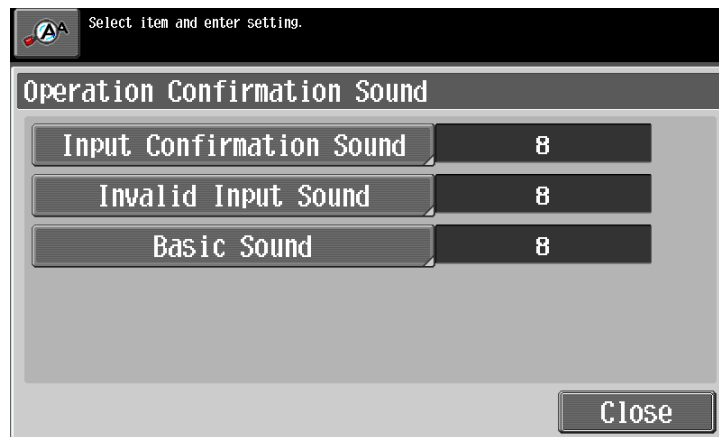 Select item and enter setting.
Operation Confirmation Sound
Input Confirmation Sound 8
Invalid Input Sound 8
Basic Sound 8
Close